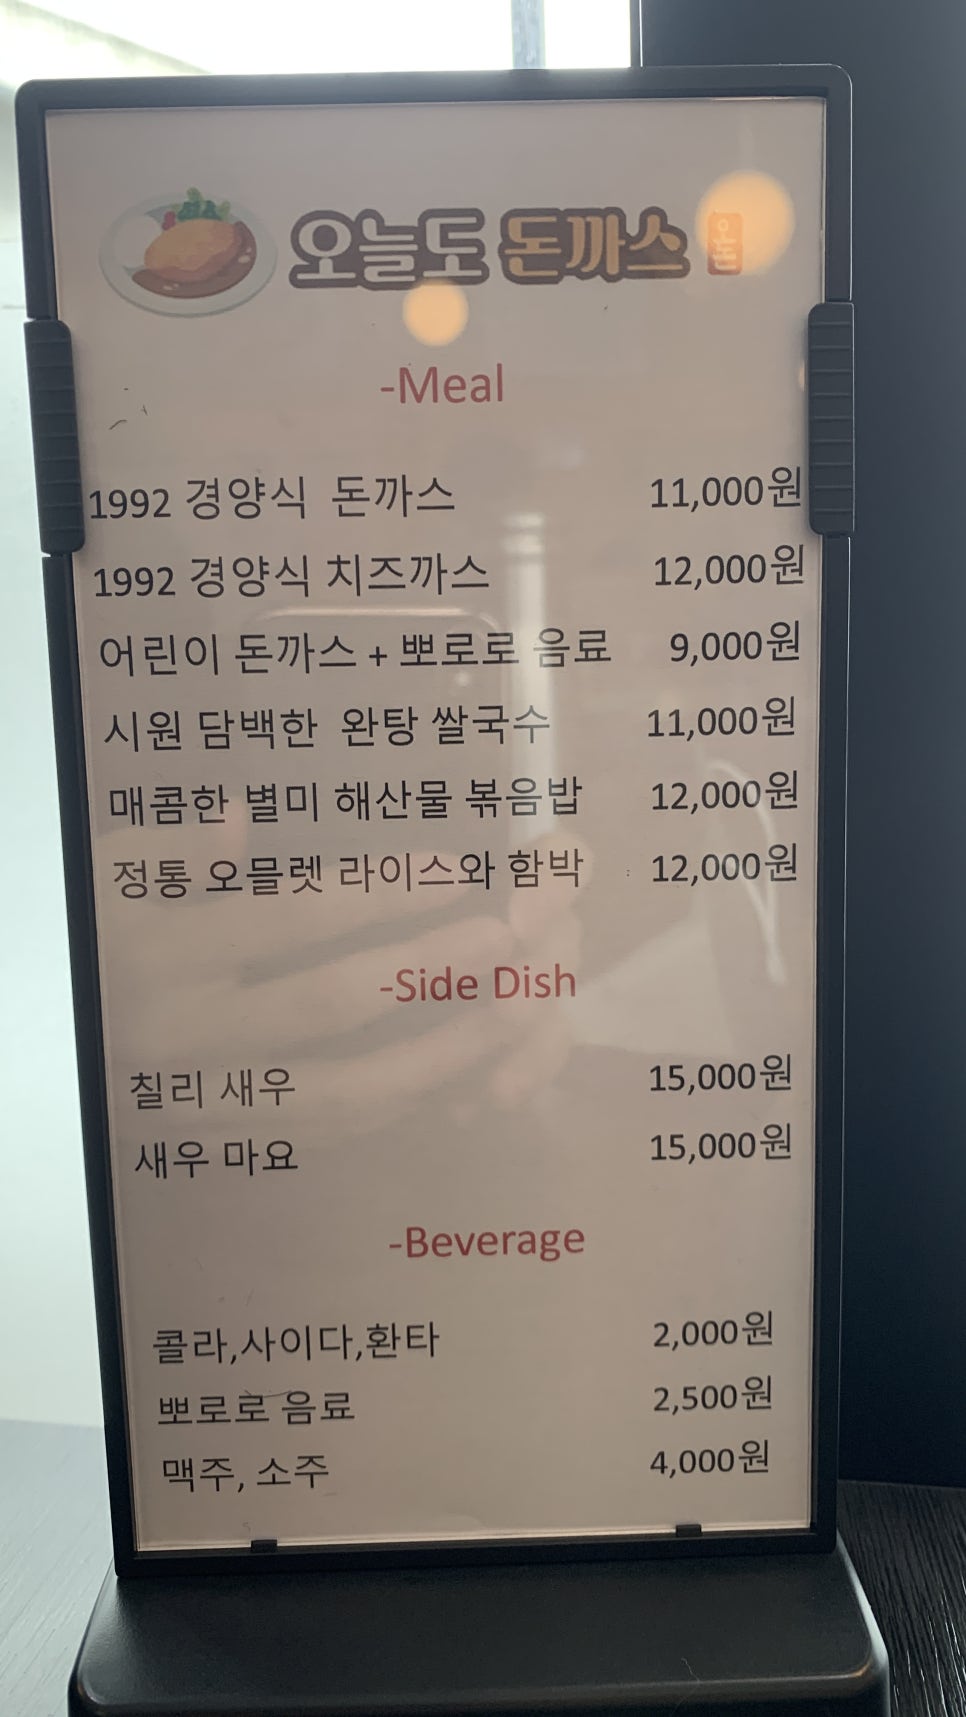 오늘도 돈까스
-Meal
1992 경양식 돈까스 11,000원
1992 경양식 치즈까스 12,000원
어린이 돈까스 + 뽀로로 음료 9,000원
시원 담백한 완탕 쌀국수 11,000원
매콤한 별미 해산물 볶음밥 12,000원
정통 오믈렛 라이스와 함박 12,000원
-Side Dish
칠리 새우 15,000원
새우 마요 15,000원
-Beverage
콜라,사이다,환타 2,000원
뽀로로 음료 2,500원
맥주, 소주 4,000원